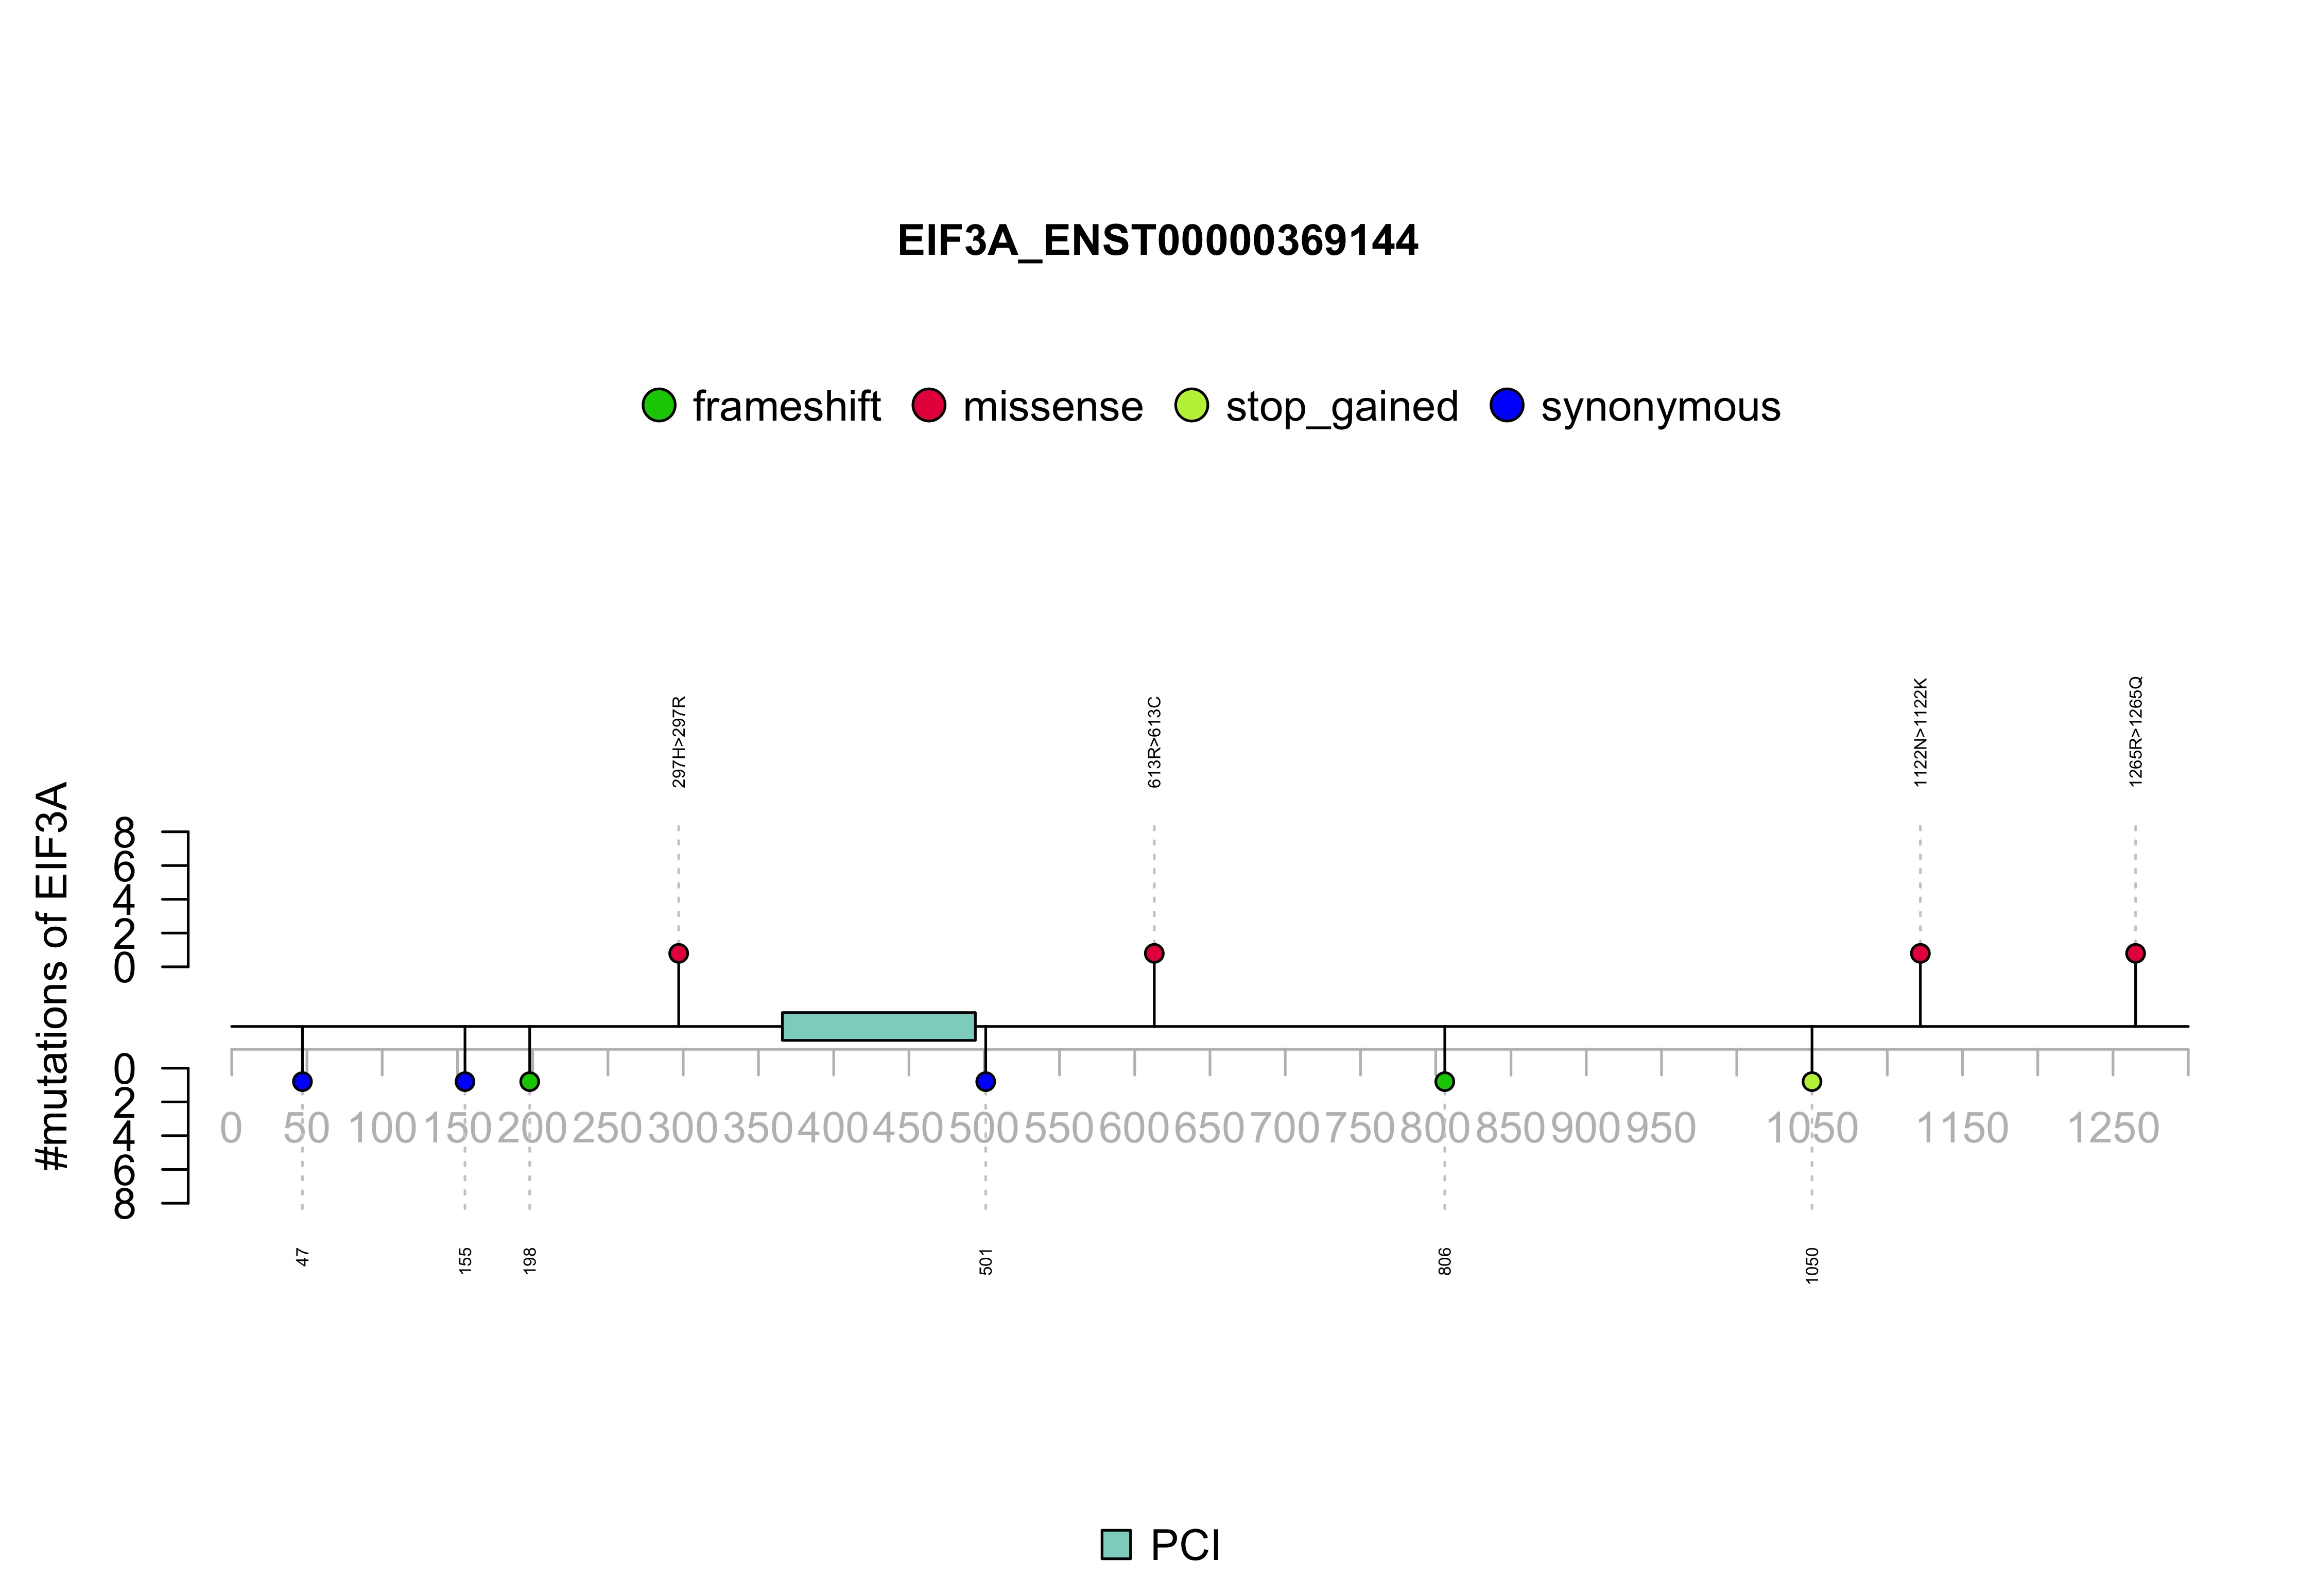 EIF3A_ENST00000369144
frameshift missense stop_gained synonymous
297H>297R 613R>613C 1122N>1122K 1265R>1265Q
#mutations of EIF3A
8
6
4
2
0
0
2
4
6
8
0 50 100 150 200 250 300 350 400 450 500 550 600 650 700 750 800 850 900 950 1050 1150 1250
47 155 198 501 806 1050
PCI